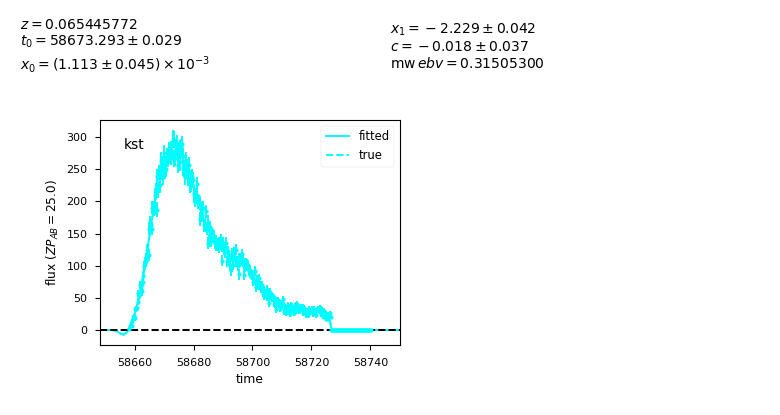 z = 0.065445772
t₀ = 58673.293 ± 0.029
x₀ = (1.113 ± 0.045) × 10⁻³
x₁ = −2.229 ± 0.042
c = −0.018 ± 0.037
mw ebv = 0.31505300
kst
fitted
true
flux (ZP_AB = 25.0)
300
250
200
150
100
50
0
58660 58680 58700 58720 58740
time